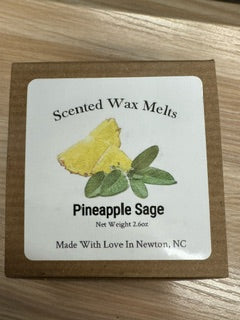 Scented Wax Melts
Pineapple Sage
Net Weight 2.6oz
Made With Love In Newton, NC